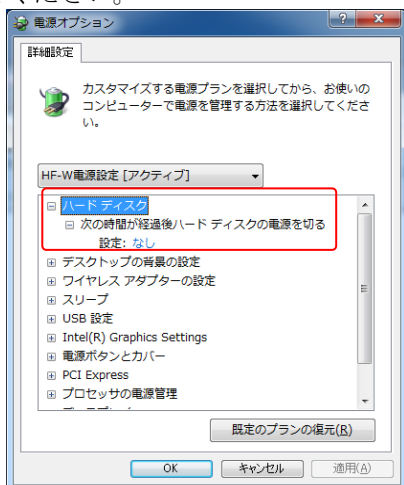 ください。
電源オプション
詳細設定
カスタマイズする電源プランを選択してから、お使いの
コンピューターで電源を管理する方法を選択してくださ
い。
HF-W電源設定 [アクティブ]
ハード ディスク
次の時間が経過後ハード ディスクの電源を切る
設定: なし
デスクトップの背景の設定
ワイヤレス アダプターの設定
スリープ
USB 設定
Intel(R) Graphics Settings
電源ボタンとカバー
PCI Express
プロセッサの電源管理
既定のプランの復元(R)
OK キャンセル 適用(A)